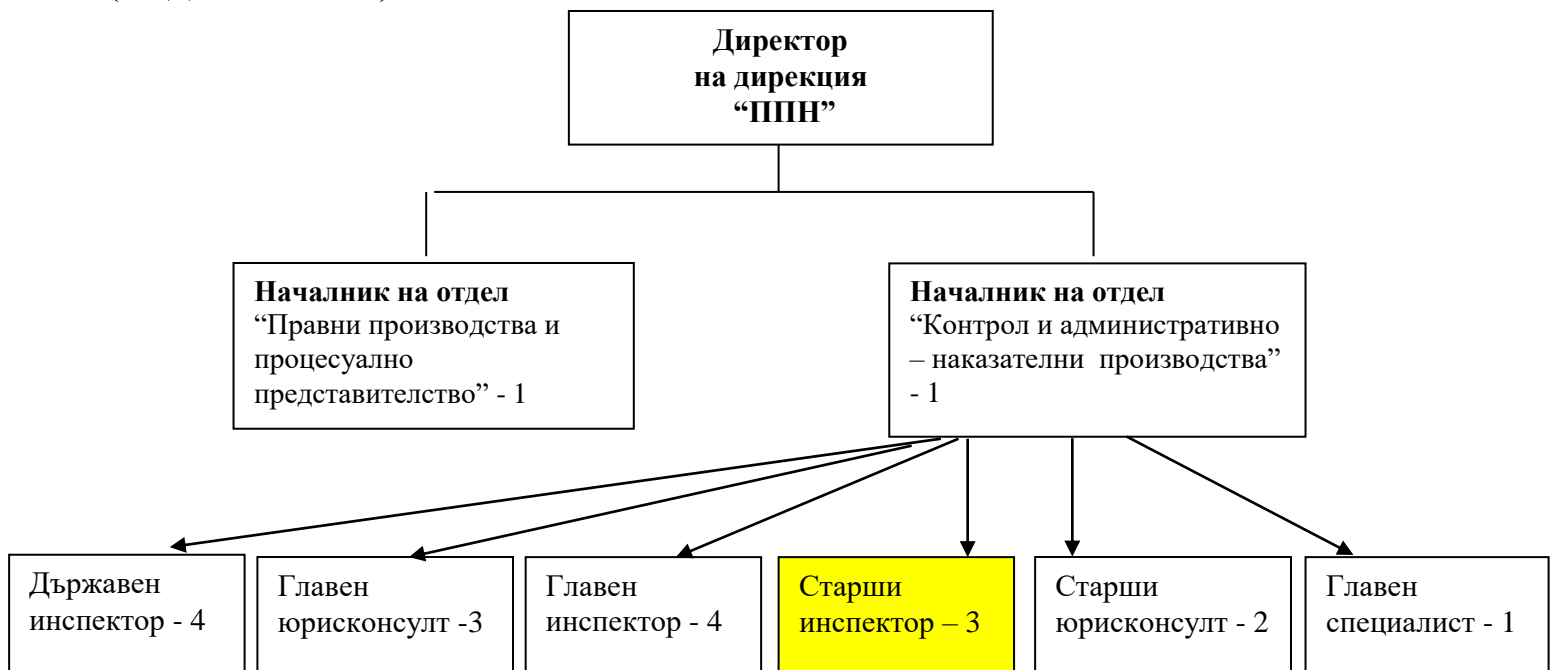 Директор
на дирекция
“ППН”
Началник на отдел
“Правни производства и
процесуално
представителство” - 1
Началник на отдел
“Контрол и административно
– наказателни производства”
- 1
Държавен
инспектор - 4
Главен
юрисконсулт -3
Главен
инспектор - 4
Старши
инспектор – 3
Старши
юрисконсулт - 2
Главен
специалист - 1